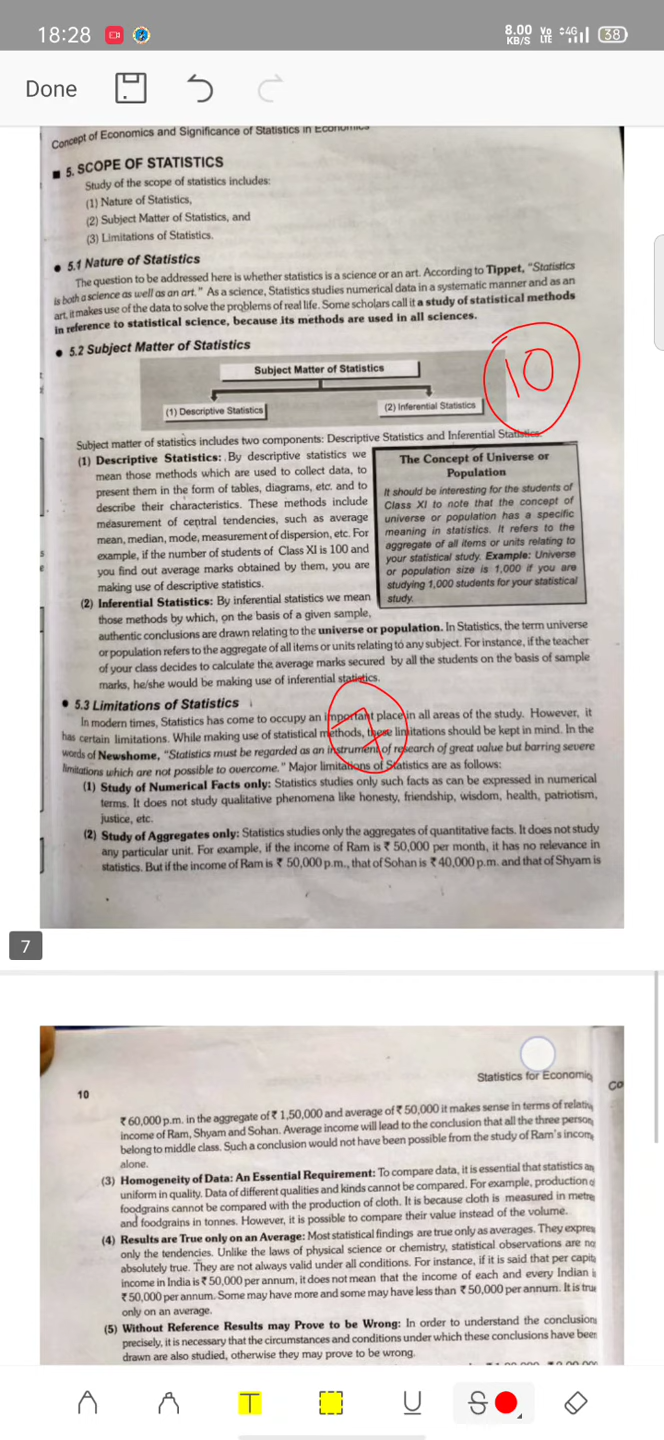 18:28
8.00 KB/S Vo LTE 4G 38
Done
Concept of Economics and Significance of Statistics in Economics
■ 5. SCOPE OF STATISTICS
Study of the scope of statistics includes:
(1) Nature of Statistics,
(2) Subject Matter of Statistics, and
(3) Limitations of Statistics.
• 5.1 Nature of Statistics
The question to be addressed here is whether statistics is a science or an art. According to Tippet, "Statistics
is both a science as well as an art." As a science, Statistics studies numerical data in a systematic manner and as an
art, it makes use of the data to solve the problems of real life. Some scholars call it a study of statistical methods
in reference to statistical science, because its methods are used in all sciences.
• 5.2 Subject Matter of Statistics
10
Subject Matter of Statistics
(1) Descriptive Statistics
(2) Inferential Statistics
Subject matter of statistics includes two components: Descriptive Statistics and Inferential Statistics.
(1) Descriptive Statistics: By descriptive statistics we
mean those methods which are used to collect data, to
present them in the form of tables, diagrams, etc. and to
describe their characteristics. These methods include
measurement of central tendencies, such as average
mean, median, mode, measurement of dispersion, etc. For
example, if the number of students of Class XI is 100 and
you find out average marks obtained by them, you are
making use of descriptive statistics.
The Concept of Universe or
Population
It should be interesting for the students of
Class XI to note that the concept of
universe or population has a specific
meaning in statistics. It refers to the
aggregate of all items or units relating to
your statistical study. Example: Universe
or population size is 1,000 if you are
studying 1,000 students for your statistical
study.
(2) Inferential Statistics: By inferential statistics we mean
those methods by which, on the basis of a given sample,
authentic conclusions are drawn relating to the universe or population. In Statistics, the term universe
or population refers to the aggregate of all items or units relating to any subject. For instance, if the teacher
of your class decides to calculate the average marks secured by all the students on the basis of sample
marks, he/she would be making use of inferential statistics.
• 5.3 Limitations of Statistics
7
In modern times, Statistics has come to occupy an important place in all areas of the study. However, it
has certain limitations. While making use of statistical methods, these limitations should be kept in mind. In the
words of Newshome, "Statistics must be regarded as an instrument of research of great value but barring severe
limitations which are not possible to overcome." Major limitations of Statistics are as follows:
(1) Study of Numerical Facts only: Statistics studies only such facts as can be expressed in numerical
terms. It does not study qualitative phenomena like honesty, friendship, wisdom, health, patriotism,
justice, etc.
(2) Study of Aggregates only: Statistics studies only the aggregates of quantitative facts. It does not study
any particular unit. For example, if the income of Ram is ₹ 50,000 per month, it has no relevance in
statistics. But if the income of Ram is ₹ 50,000 p.m., that of Sohan is ₹ 40,000 p.m. and that of Shyam is
7
Statistics for Economic
Co
10
₹ 60,000 p.m. in the aggregate of ₹ 1,50,000 and average of ₹ 50,000 it makes sense in terms of relativ
income of Ram, Shyam and Sohan. Average income will lead to the conclusion that all the three person
belong to middle class. Such a conclusion would not have been possible from the study of Ram's incom
alone.
(3) Homogeneity of Data: An Essential Requirement: To compare data, it is essential that statistics
uniform in quality. Data of different qualities and kinds cannot be compared. For example, production o
foodgrains cannot be compared with the production of cloth. It is because cloth is measured in metre
and foodgrains in tonnes. However, it is possible to compare their value instead of the volume.
(4) Results are True only on an Average: Most statistical findings are true only as averages. They expres
only the tendencies. Unlike the laws of physical science or chemistry, statistical observations are no
absolutely true. They are not always valid under all conditions. For instance, if it is said that per capita
income in India is ₹ 50,000 per annum, it does not mean that the income of each and every Indian i
₹ 50,000 per annum. Some may have more and some may have less than ₹ 50,000 per annum. It is true
only on an average.
(5) Without Reference Results may Prove to be Wrong: In order to understand the conclusion
precisely, it is necessary that the circumstances and conditions under which these conclusions have been
drawn are also studied, otherwise they may prove to be wrong.
T
U
S